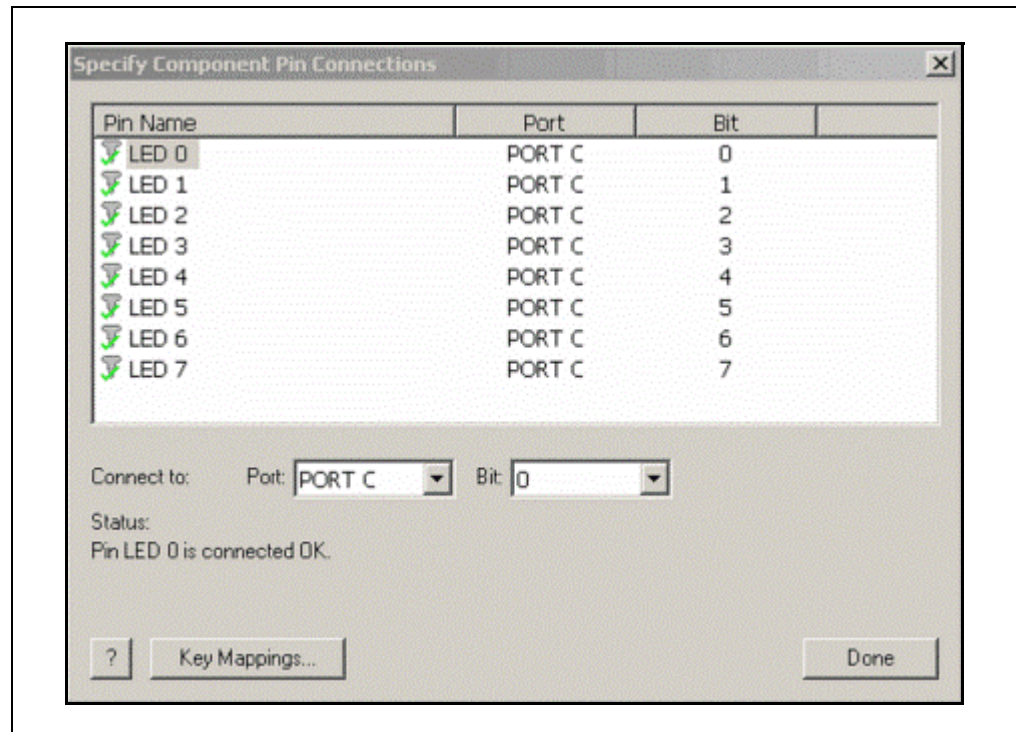 Specify Component Pin Connections
Pin Name Port Bit
LED 0 PORT C 0
LED 1 PORT C 1
LED 2 PORT C 2
LED 3 PORT C 3
LED 4 PORT C 4
LED 5 PORT C 5
LED 6 PORT C 6
LED 7 PORT C 7
Connect to: Port: PORT C Bit: 0
Status:
Pin LED 0 is connected OK.
? Key Mappings... Done